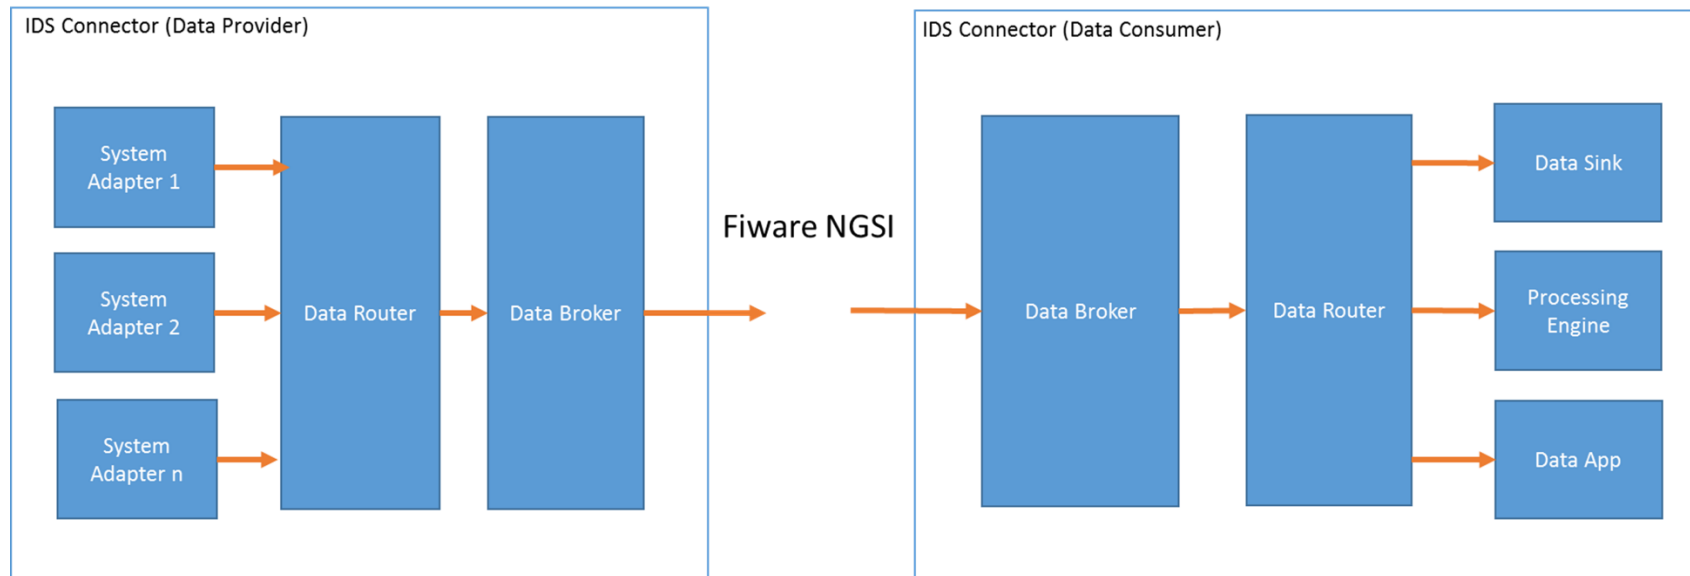 IDS Connector (Data Provider)
System
Adapter 1
System
Adapter 2
System
Adapter n
Data Router
Data Broker
Fiware NGSI
IDS Connector (Data Consumer)
Data Broker
Data Router
Data Sink
Processing
Engine
Data App